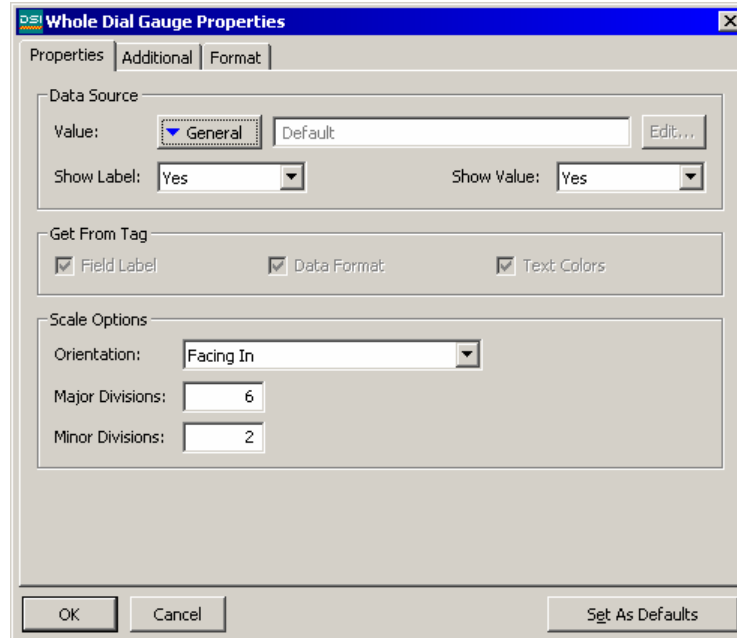 DSI Whole Dial Gauge Properties
Properties Additional Format
Data Source
Value: General Default Edit...
Show Label: Yes Show Value: Yes
Get From Tag
Field Label Data Format Text Colors
Scale Options
Orientation: Facing In
Major Divisions: 6
Minor Divisions: 2
OK Cancel Set As Defaults